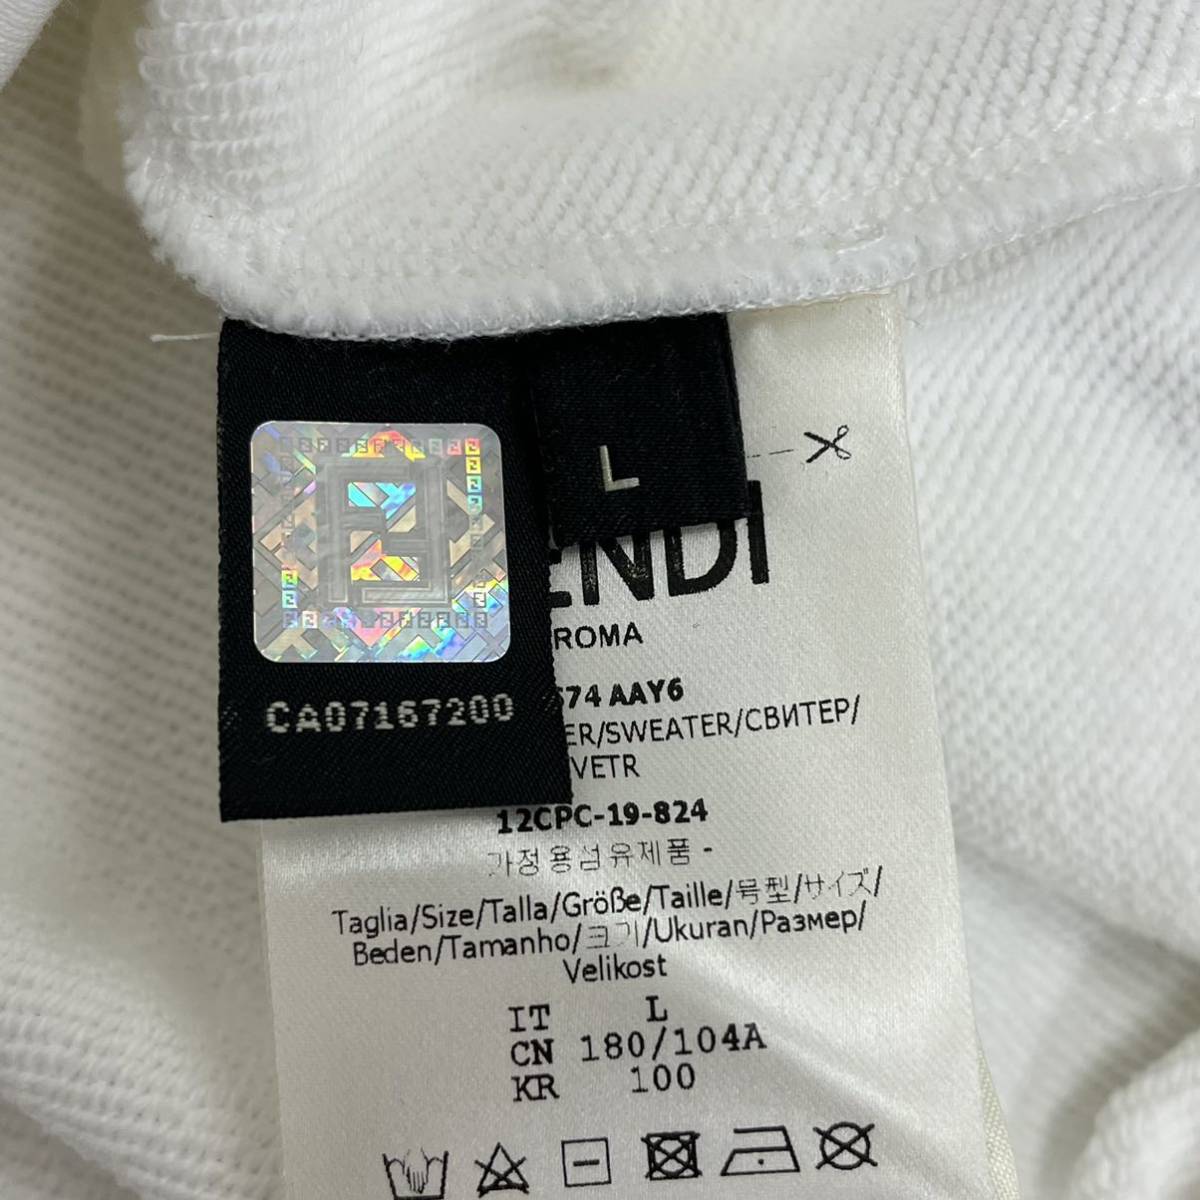 L
ENDI
ROMA
CA07167200
74 AAY6
ER/SWEATER/СВИТЕР/
VETR
12CPC-19-824
가정용섬유제품 -
Taglia/Size/Talla/Größe/Taille/号型/サイズ/
Beden/Tamanho/크기/Ukuran/Размер/
Velikost
IT L
CN 180/104A
KR 100